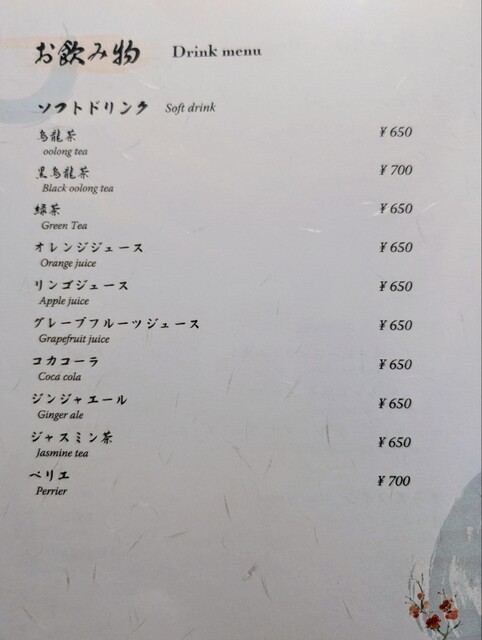 お飲み物 Drink menu
ソフトドリンク Soft drink
烏龍茶 ¥650
oolong tea
黒烏龍茶 ¥700
Black oolong tea
緑茶 ¥650
Green Tea
オレンジジュース ¥650
Orange juice
リンゴジュース ¥650
Apple juice
グレープフルーツジュース ¥650
Grapefruit juice
コカコーラ ¥650
Coca cola
ジンジャエール ¥650
Ginger ale
ジャスミン茶 ¥650
Jasmine tea
ペリエ ¥700
Perrier